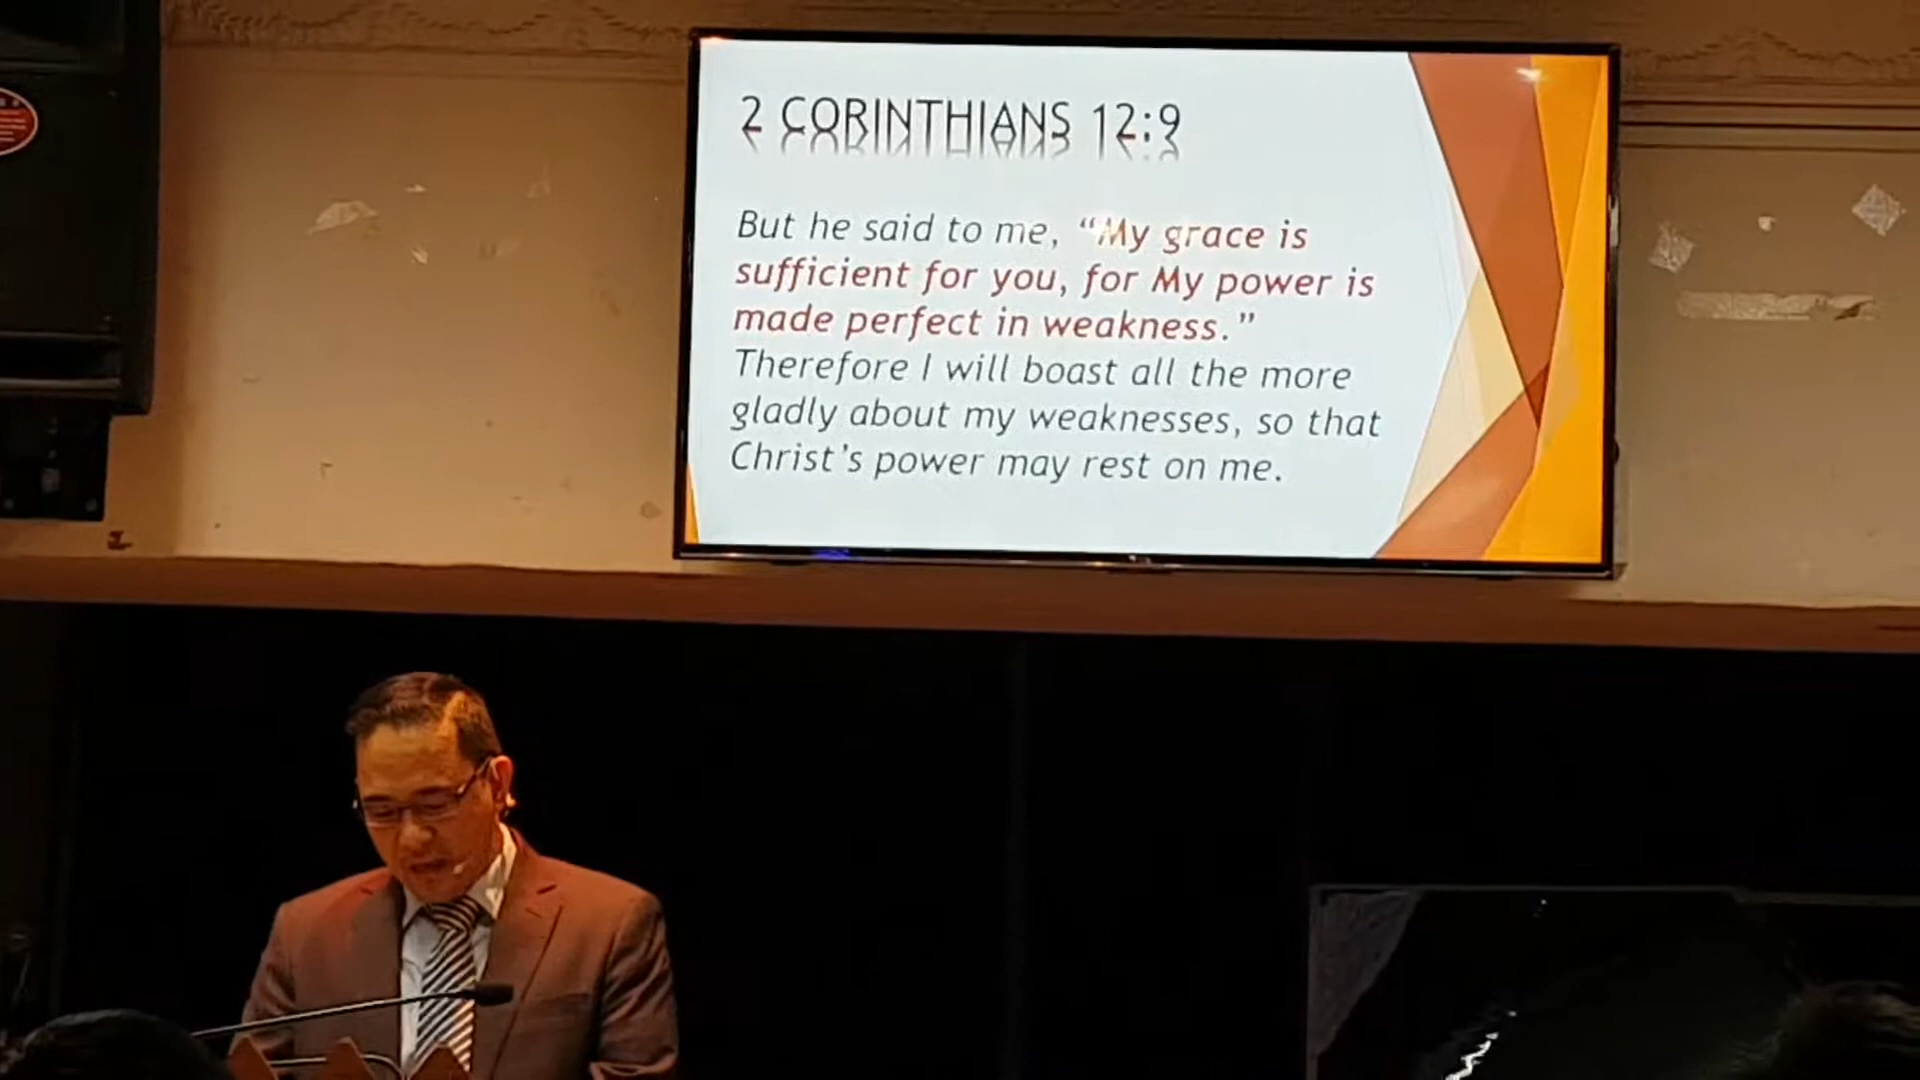 2 CORINTHIANS 12:9
But he said to me, “My grace is
sufficient for you, for My power is
made perfect in weakness.”
Therefore I will boast all the more
gladly about my weaknesses, so that
Christ's power may rest on me.